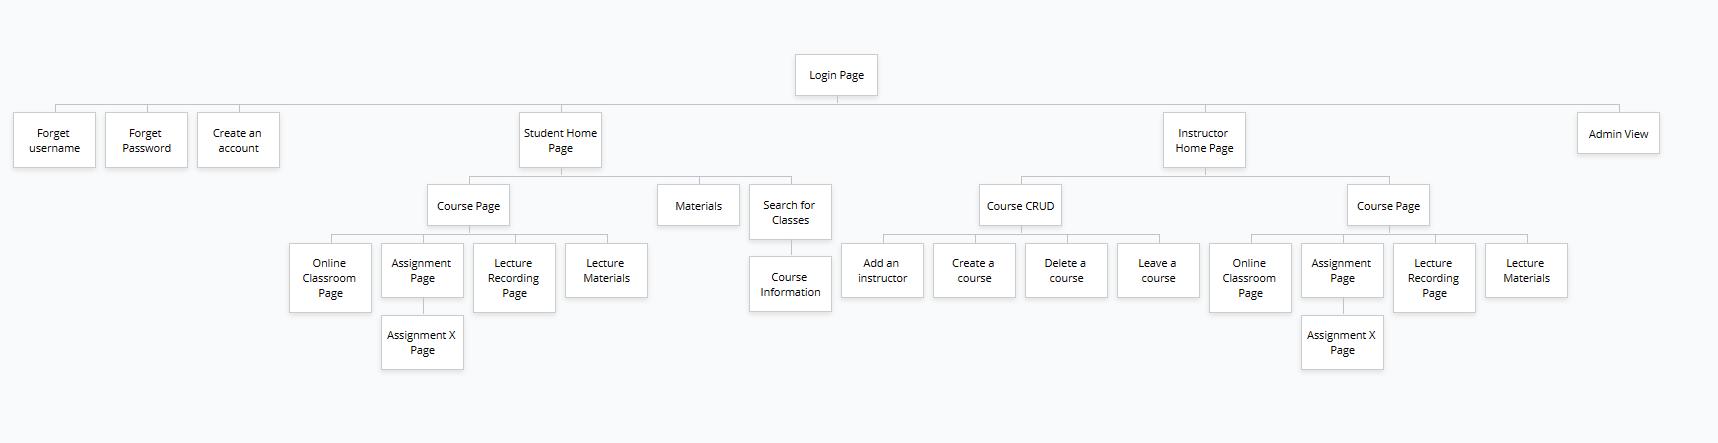 Login Page
Forget
username
Forget
Password
Create an
account
Student Home
Page
Instructor
Home Page
Admin View
Course Page
Materials
Search for
Classes
Course CRUD
Course Page
Online
Classroom
Page
Assignment
Page
Lecture
Recording
Page
Lecture
Materials
Course
Information
Add an
instructor
Create a
course
Delete a
course
Leave a
course
Online
Classroom
Page
Assignment
Page
Lecture
Recording
Page
Lecture
Materials
Assignment X
Page
Assignment X
Page